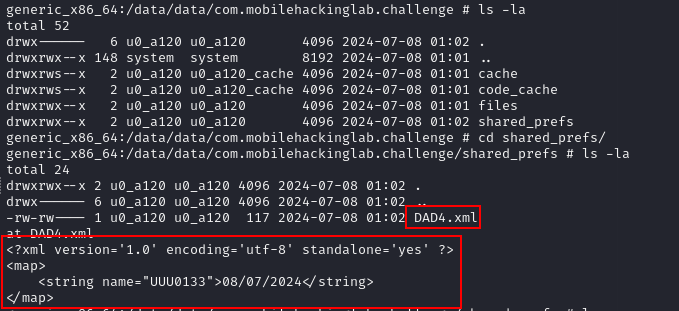 generic_x86_64:/data/data/com.mobilehackinglab.challenge # ls -la
total 52
drwx------   6 u0_a120 u0_a120       4096 2024-07-08 01:02 .
drwxrwx--x 148 system  system        8192 2024-07-08 01:01 ..
drwxrws--x   2 u0_a120 u0_a120_cache 4096 2024-07-08 01:01 cache
drwxrws--x   2 u0_a120 u0_a120_cache 4096 2024-07-08 01:01 code_cache
drwxrwx--x   2 u0_a120 u0_a120       4096 2024-07-08 01:01 files
drwxrwx--x   2 u0_a120 u0_a120       4096 2024-07-08 01:02 shared_prefs
generic_x86_64:/data/data/com.mobilehackinglab.challenge # cd shared_prefs/
generic_x86_64:/data/data/com.mobilehackinglab.challenge/shared_prefs # ls -la
total 24
drwxrwx--x 2 u0_a120 u0_a120 4096 2024-07-08 01:02 .
drwx------ 6 u0_a120 u0_a120 4096 2024-07-08 01:02 ..
-rw-rw---- 1 u0_a120 u0_a120  117 2024-07-08 01:02 DAD4.xml
at DAD4.xml
<?xml version='1.0' encoding='utf-8' standalone='yes' ?>
<map>
    <string name="UUU0133">08/07/2024</string>
</map>